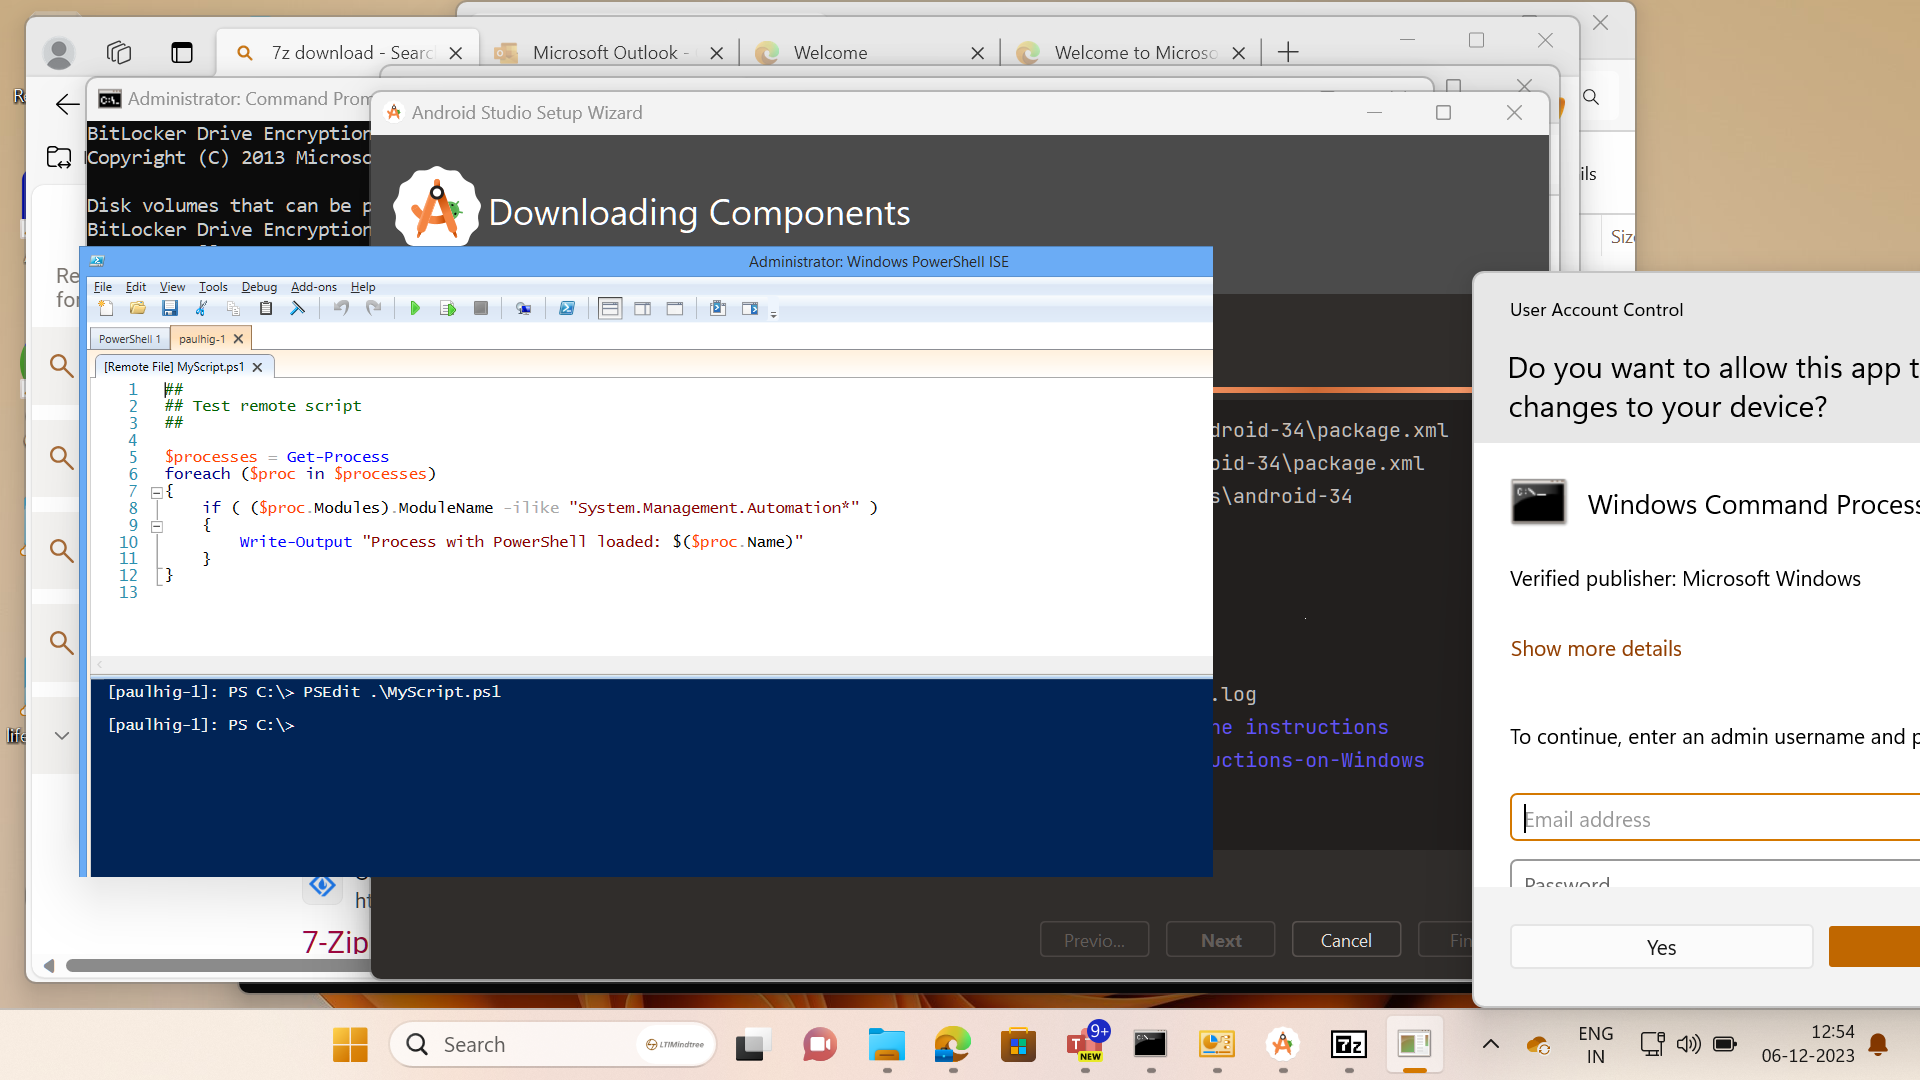 7z download - Searc
Microsoft Outlook -
Welcome
Welcome to Microso
Administrator: Command Prom
BitLocker Drive Encryption
Copyright (C) 2013 Microso
Disk volumes that can be p
BitLocker Drive Encryption
Android Studio Setup Wizard
Downloading Components
ils
Size
Re
for
Administrator: Windows PowerShell ISE
File Edit View Tools Debug Add-ons Help
PowerShell 1
paulhig-1
[Remote File] MyScript.ps1
1 ##
2 ## Test remote script
3 ##
4
5 $processes = Get-Process
6 foreach ($proc in $processes)
7 {
8 if ( ($proc.Modules).ModuleName -ilike "System.Management.Automation*" )
9 {
10 Write-Output "Process with PowerShell loaded: $($proc.Name)"
11 }
12 }
13
[paulhig-1]: PS C:\> PSEdit .\MyScript.ps1
[paulhig-1]: PS C:\>
droid-34\package.xml
oid-34\package.xml
s\android-34
.log
ne instructions
uctions-on-Windows
Previo...
Next
Cancel
Fin
User Account Control
Do you want to allow this app t
changes to your device?
Windows Command Process
Verified publisher: Microsoft Windows
Show more details
To continue, enter an admin username and p
Email address
Password
Yes
life
ht
7-Zip
Search
LTIMindtree
9+
NEW
7z
ENG
IN
12:54
06-12-2023